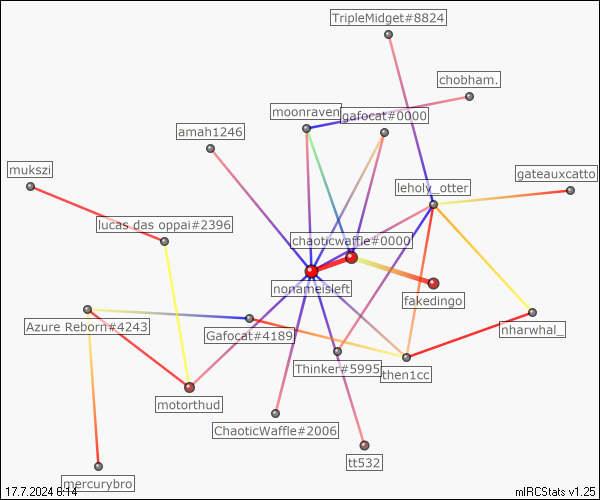 TripleMidget#8824
chobham.
moonraven
gafocat#0000
amah1246
mukszi
gateauxcatto
leholy_otter
lucas das oppai#2396
chaoticwaffle#0000
nonameisleft
fakedingo
Azure Reborn#4243
Gafocat#4189
nharwhal_
Thinker#5995
then1cc
motorthud
ChaoticWaffle#2006
tt532
mercurybro
17.7.2024 6:14
mIRCStats v1.25